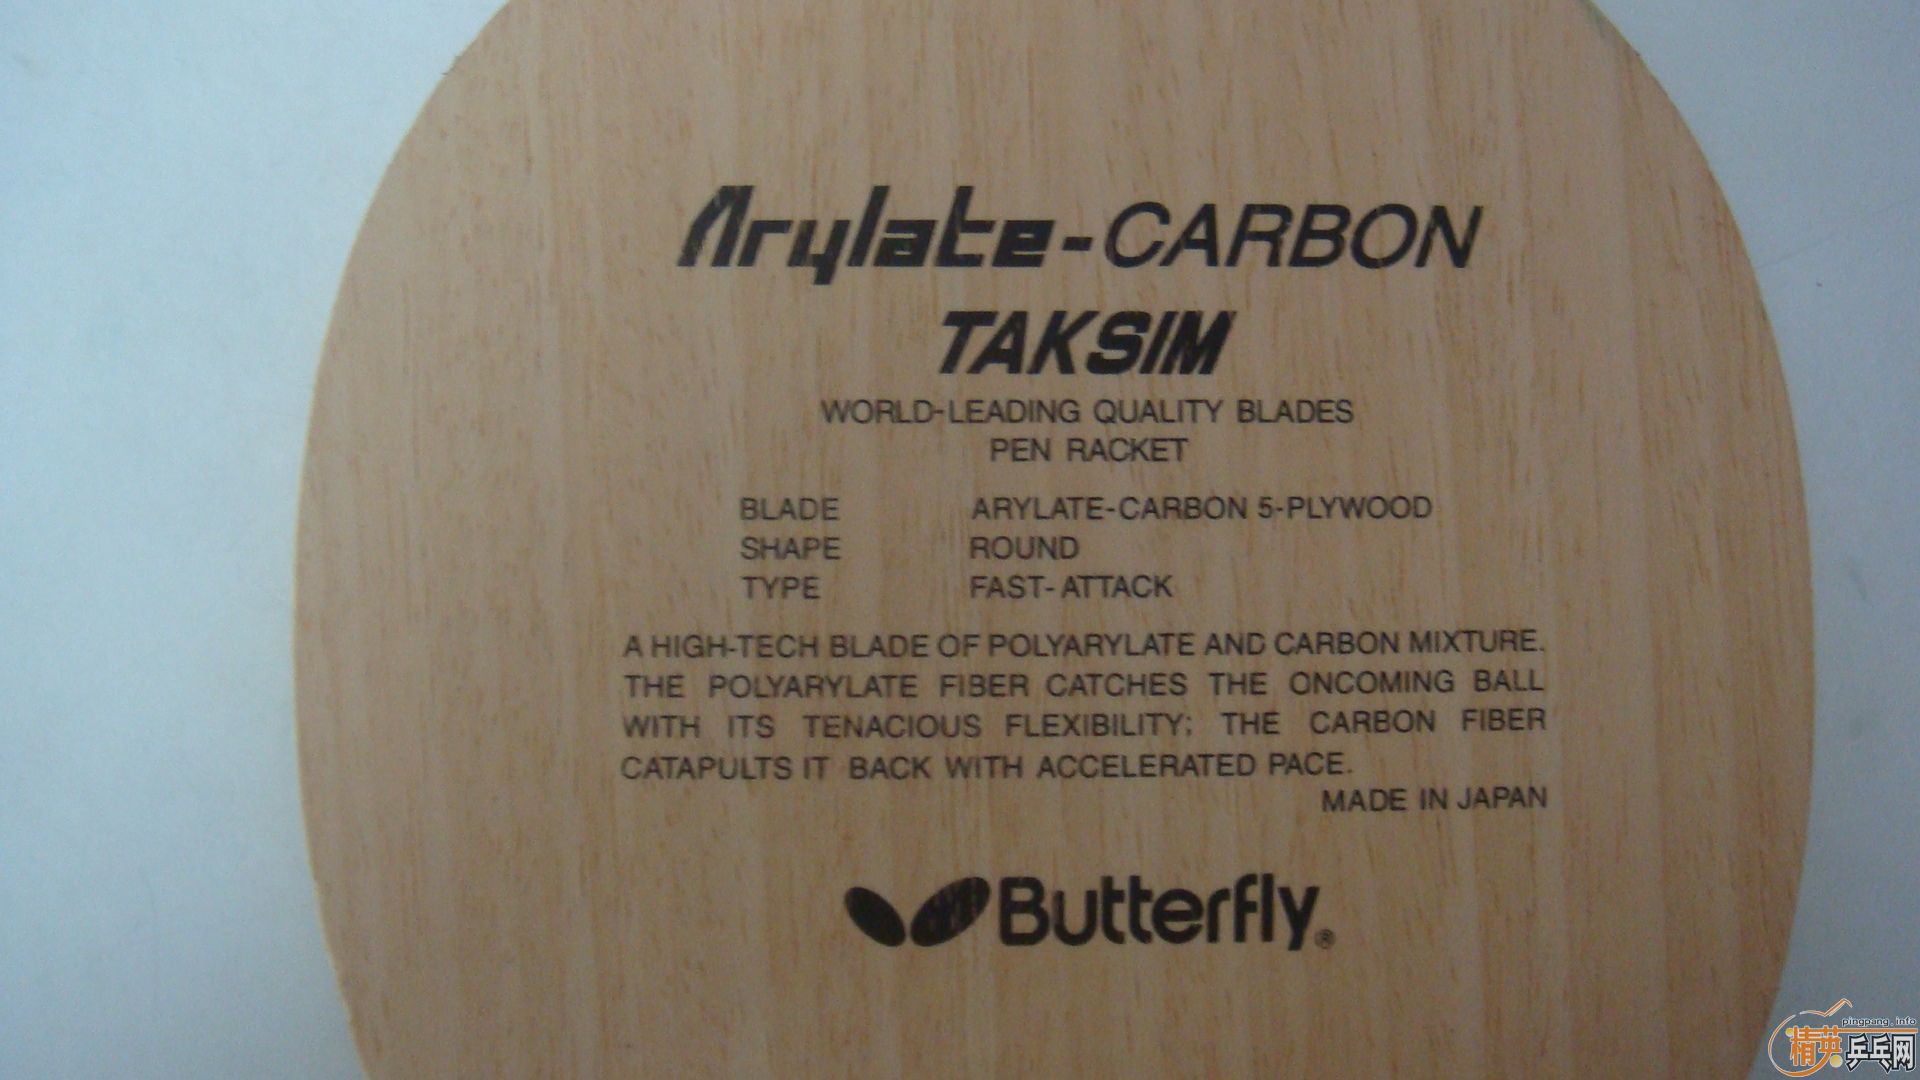 Arylate-CARBON
TAKSIM
WORLD-LEADING QUALITY BLADES
PEN RACKET
BLADE ARYLATE-CARBON 5-PLYWOOD
SHAPE ROUND
TYPE FAST-ATTACK
A HIGH-TECH BLADE OF POLYARYLATE AND CARBON MIXTURE.
THE POLYARYLATE FIBER CATCHES THE ONCOMING BALL
WITH ITS TENACIOUS FLEXIBILITY; THE CARBON FIBER
CATAPULTS IT BACK WITH ACCELERATED PACE.
MADE IN JAPAN
Butterfly®
pingpang.info
精英乒乓网